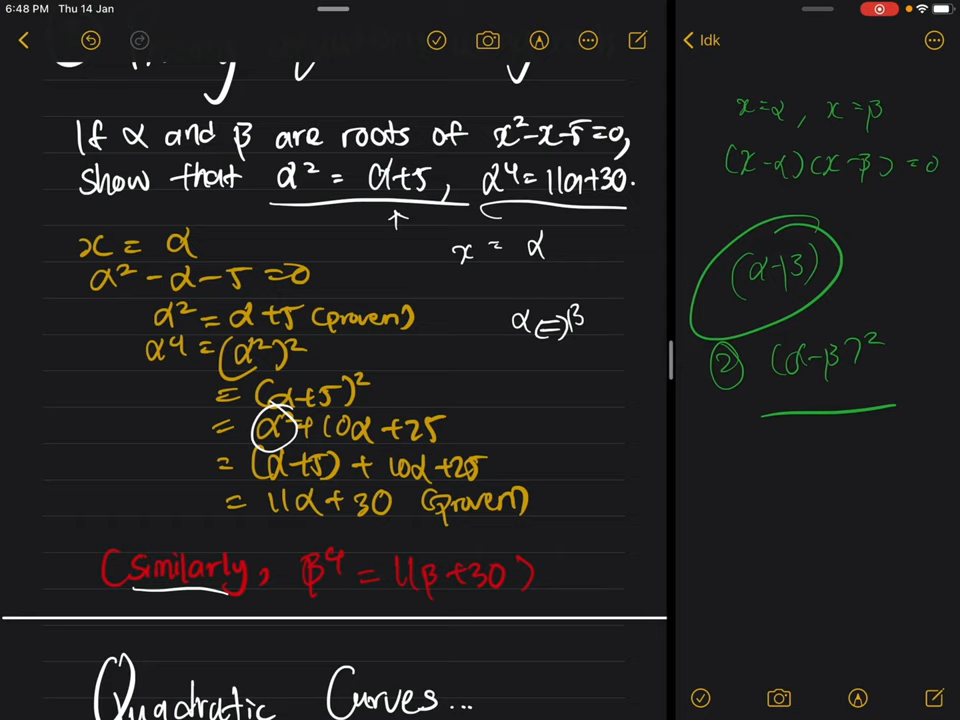 6:48 PM Thu 14 Jan
If α and β are roots of x²-x-5=0,
show that α² = α+5, α⁴ = 11α+30.
x = α
α² - α - 5 = 0
α² = α+5 (proven)
α⁴ = (α²)²
= (α+5)²
= α² + 10α + 25
= (α+5) + 10α+25
= 11α + 30 (proven)
x = α
α ⇔ β
(Similarly, β⁴ = 11β+30)
Quadratic Curves...
Idk
x=α, x=β
(x-α)(x-β) = 0
(α-β)
② (α-β)²